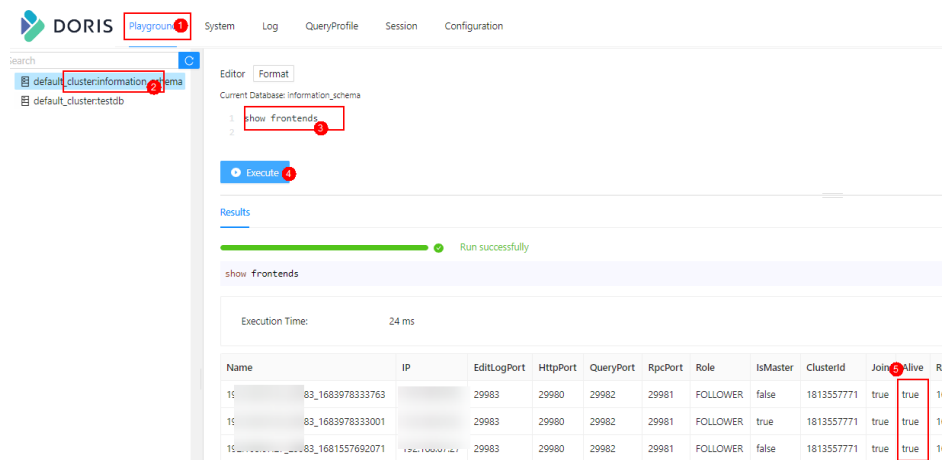 DORIS Playground 1 System Log QueryProfile Session Configuration
Search
default_cluster:information_schema
2
default_cluster:testdb
Editor Format
Current Database: information_schema
1 show frontends
3
2
Execute 4
Results
Run successfully
show frontends
Execution Time: 24 ms
5
Name IP EditLogPort HttpPort QueryPort RpcPort Role IsMaster ClusterId Join Alive
83_1683978333763 29983 29980 29982 29981 FOLLOWER false 1813557771 true true
83_1683978333001 29983 29980 29982 29981 FOLLOWER true 1813557771 true true
83_1681557692071 29983 29980 29982 29981 FOLLOWER false 1813557771 true true